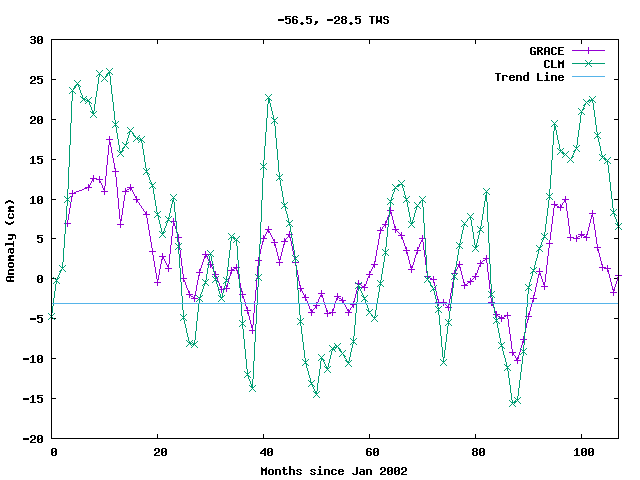 -56.5, -28.5 TWS
GRACE
CLM
Trend Line
30
25
20
15
10
5
0
-5
-10
-15
-20
Anomaly (cm)
0 20 40 60 80 100
Months since Jan 2002